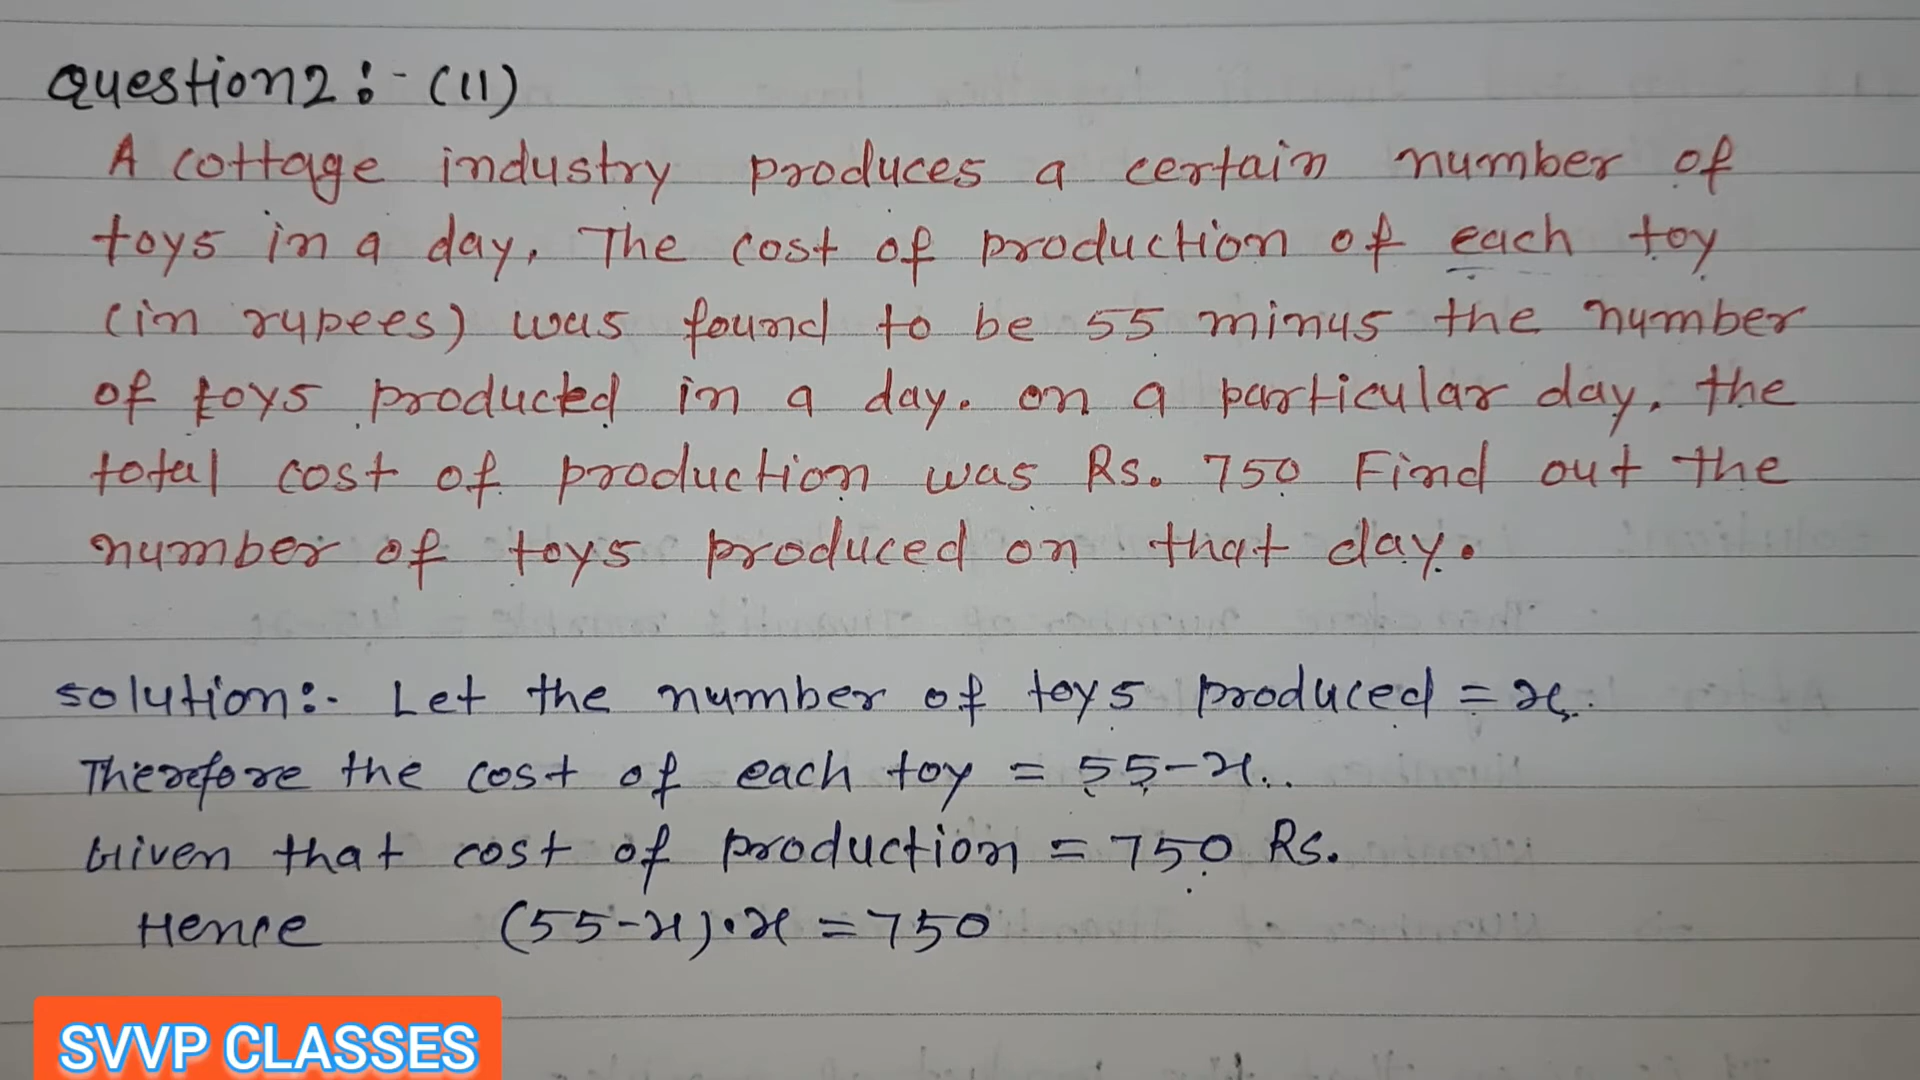 Question2:- (II)
A cottage industry produces a certain number of
toys in a day. The cost of production of each toy
(in rupees) was found to be 55 minus the number
of toys producted in a day. on a particular day, the
total cost of production was Rs. 750 Find out the
number of toys produced on that day.
solution:- Let the number of toys produced = x.
Therefore the cost of each toy = 55-x..
Given that cost of production = 750 Rs.
Hence (55-x).x = 750
SVVP CLASSES